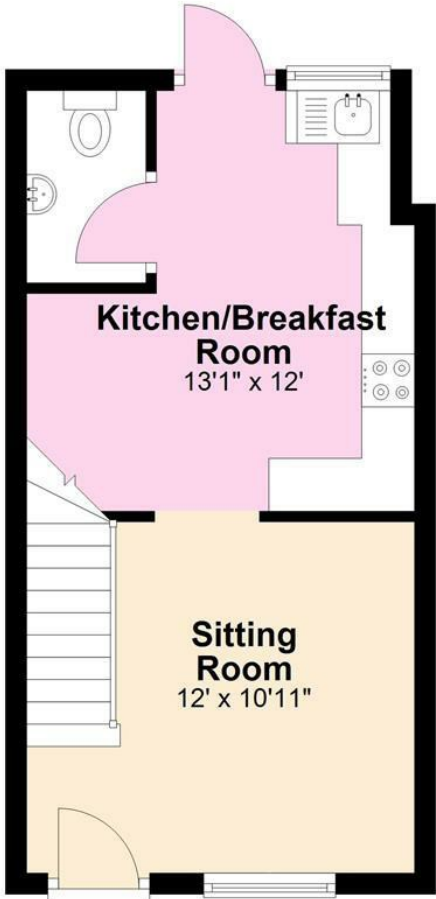 Kitchen/Breakfast
Room
13'1" x 12'
Sitting
Room
12' x 10'11"